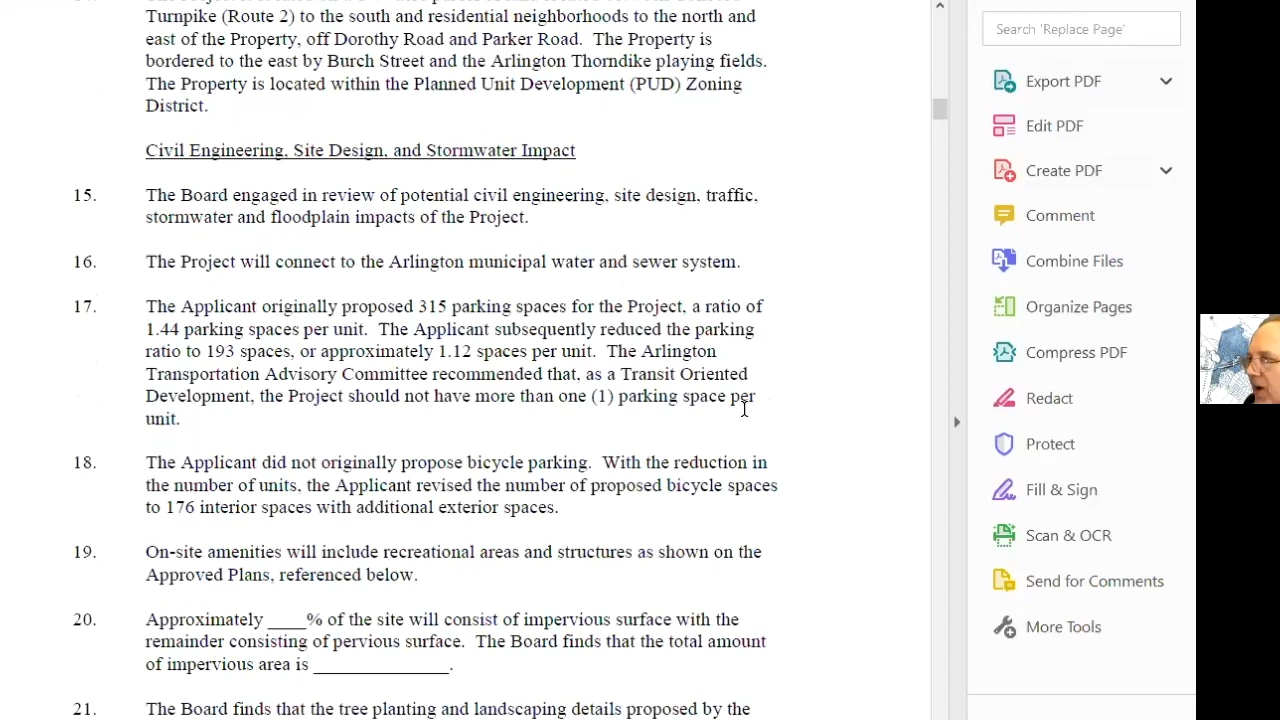 Turnpike (Route 2) to the south and residential neighborhoods to the north and
east of the Property, off Dorothy Road and Parker Road. The Property is
bordered to the east by Burch Street and the Arlington Thorndike playing fields.
The Property is located within the Planned Unit Development (PUD) Zoning
District.
Civil Engineering, Site Design, and Stormwater Impact
15. The Board engaged in review of potential civil engineering, site design, traffic,
stormwater and floodplain impacts of the Project.
16. The Project will connect to the Arlington municipal water and sewer system.
17. The Applicant originally proposed 315 parking spaces for the Project, a ratio of
1.44 parking spaces per unit. The Applicant subsequently reduced the parking
ratio to 193 spaces, or approximately 1.12 spaces per unit. The Arlington
Transportation Advisory Committee recommended that, as a Transit Oriented
Development, the Project should not have more than one (1) parking space per
unit.
18. The Applicant did not originally propose bicycle parking. With the reduction in
the number of units, the Applicant revised the number of proposed bicycle spaces
to 176 interior spaces with additional exterior spaces.
19. On-site amenities will include recreational areas and structures as shown on the
Approved Plans, referenced below.
20. Approximately ____% of the site will consist of impervious surface with the
remainder consisting of pervious surface. The Board finds that the total amount
of impervious area is ______________.
21. The Board finds that the tree planting and landscaping details proposed by the
Search 'Replace Page'
Export PDF
Edit PDF
Create PDF
Comment
Combine Files
Organize Pages
Compress PDF
Redact
Protect
Fill & Sign
Scan & OCR
Send for Comments
More Tools